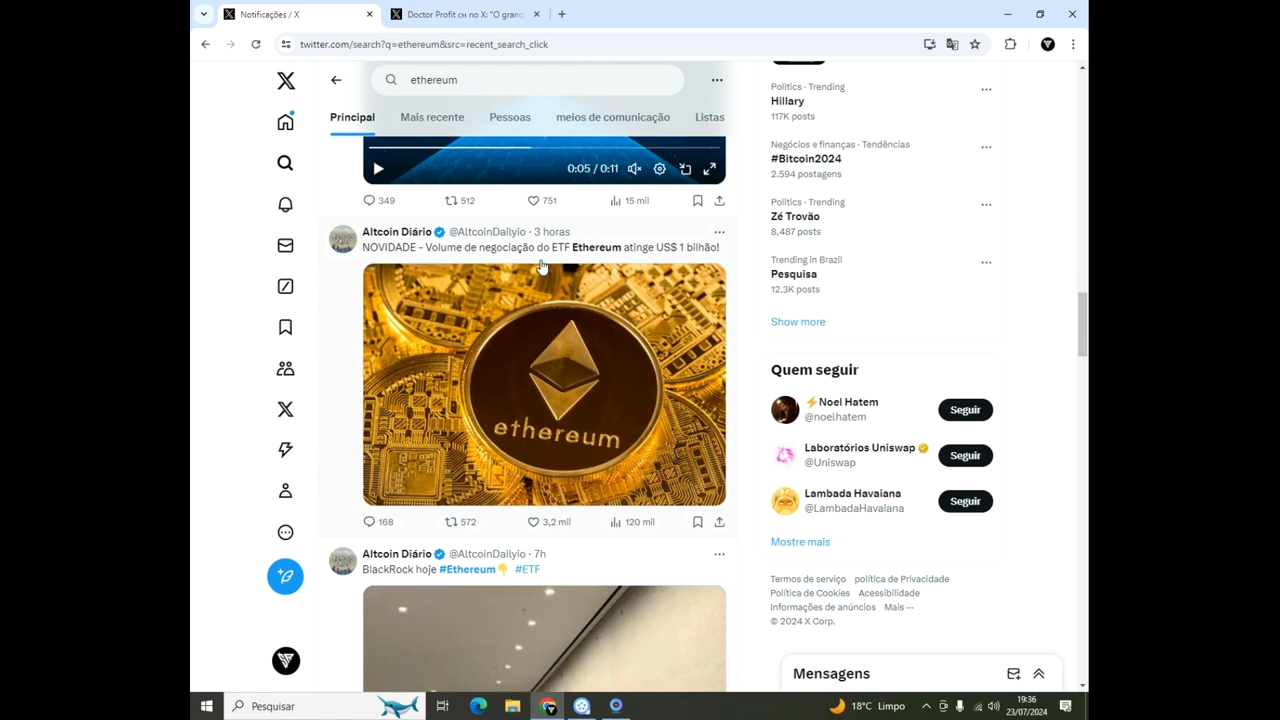 Notificações / X
Doctor Profit CH no X: "O grand
twitter.com/search?q=ethereum&src=recent_search_click
ethereum
Principal
Mais recente
Pessoas
meios de comunicação
Listas
0:05 / 0:11
349
512
751
15 mil
Altcoin Diário @AltcoinDailyio · 3 horas
NOVIDADE - Volume de negociação do ETF Ethereum atinge US$ 1 bilhão!
ethereum
168
572
3,2 mil
120 mil
Altcoin Diário @AltcoinDailyio · 7h
BlackRock hoje #Ethereum #ETF
Politics · Trending
Hillary
117K posts
Negócios e finanças · Tendências
#Bitcoin2024
2.594 postagens
Politics · Trending
Zé Trovão
8,487 posts
Trending in Brazil
Pesquisa
12.3K posts
Show more
Quem seguir
Noel Hatem
@noelhatem
Seguir
Laboratórios Uniswap
@Uniswap
Seguir
Lambada Havaiana
@LambadaHavaiana
Seguir
Mostre mais
Termos de serviço política de Privacidade
Política de Cookies Acessibilidade
Informações de anúncios Mais ···
© 2024 X Corp.
Mensagens
Pesquisar
18°C Limpo
19:36
23/07/2024